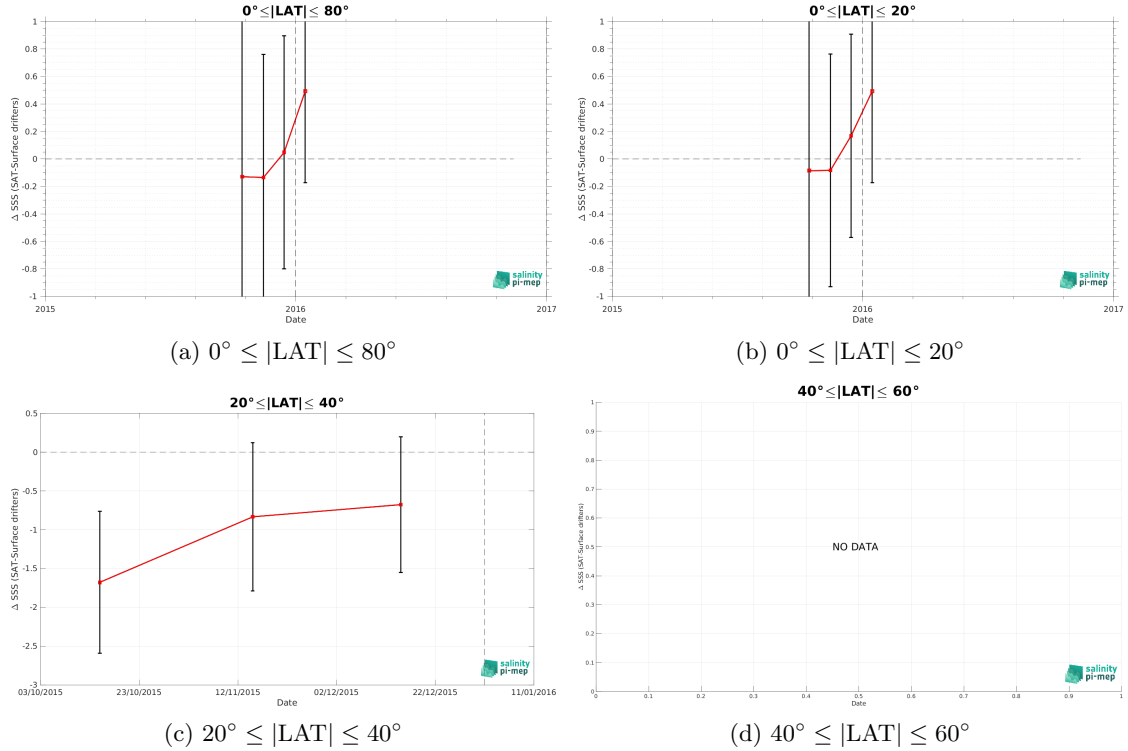 0°≤|LAT|≤ 80°
Δ SSS (SAT-Surface drifters)
1
0.8
0.6
0.4
0.2
0
-0.2
-0.4
-0.6
-0.8
-1
2015
2016
2017
Date
salinity
pi-mep
(a) 0° ≤ |LAT| ≤ 80°
0°≤|LAT|≤ 20°
Δ SSS (SAT-Surface drifters)
1
0.8
0.6
0.4
0.2
0
-0.2
-0.4
-0.6
-0.8
-1
2015
2016
2017
Date
salinity
pi-mep
(b) 0° ≤ |LAT| ≤ 20°
20°≤|LAT|≤ 40°
Δ SSS (SAT-Surface drifters)
0.5
0
-0.5
-1
-1.5
-2
-2.5
-3
03/10/2015
23/10/2015
12/11/2015
02/12/2015
22/12/2015
11/01/2016
Date
salinity
pi-mep
(c) 20° ≤ |LAT| ≤ 40°
40°≤|LAT|≤ 60°
Δ SSS (SAT-Surface drifters)
1
0.9
0.8
0.7
0.6
0.5
0.4
0.3
0.2
0.1
0
NO DATA
0
0.1
0.2
0.3
0.4
0.5
0.6
0.7
0.8
0.9
1
Date
salinity
pi-mep
(d) 40° ≤ |LAT| ≤ 60°